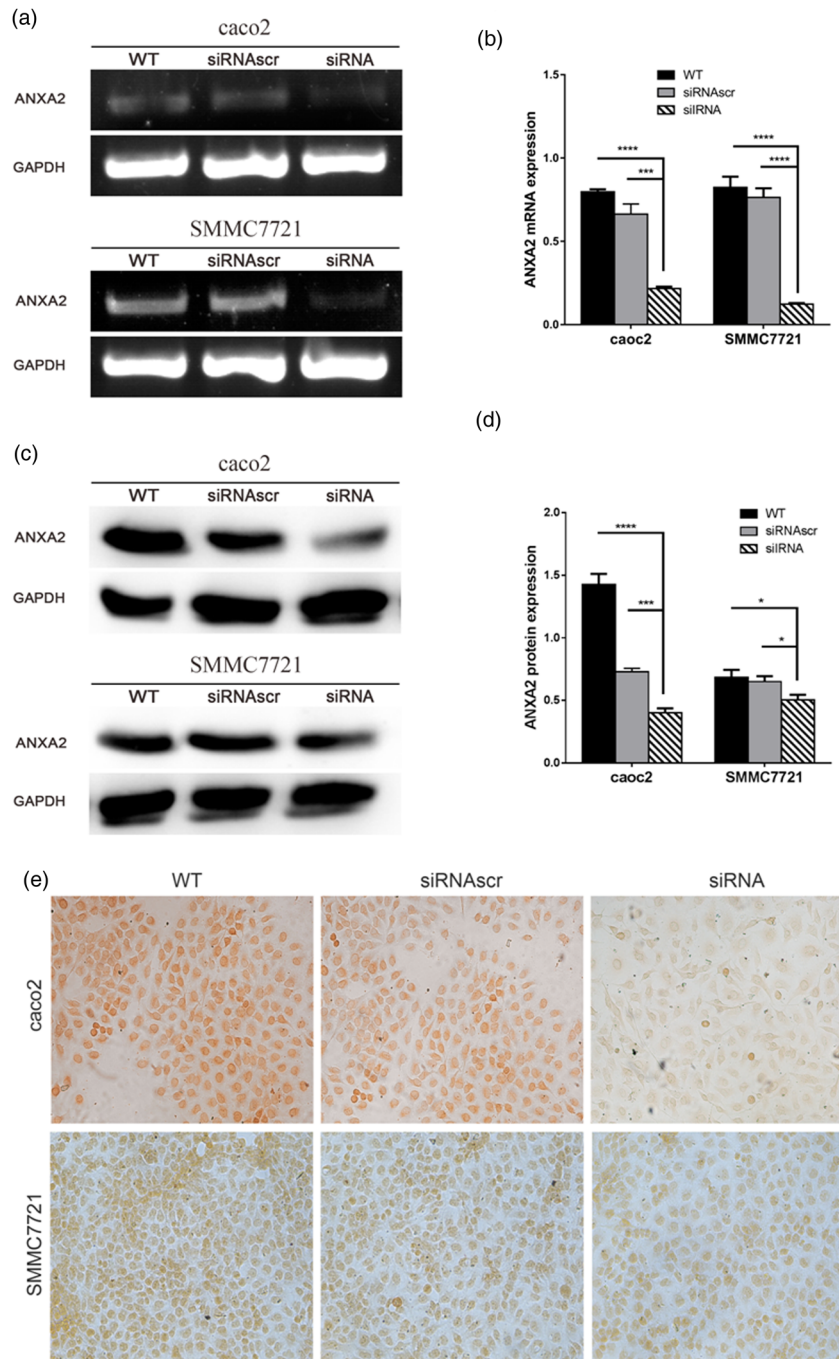 (a)
caco2
WT siRNAscr siRNA
ANXA2
GAPDH
SMMC7721
WT siRNAscr siRNA
ANXA2
GAPDH
(b)
ANXA2 mRNA expression
1.5
1.0
0.5
0.0
WT
siRNAscr
siIRNA
**** *** **** ****
caoc2 SMMC7721
(c)
caco2
WT siRNAscr siRNA
ANXA2
GAPDH
SMMC7721
WT siRNAscr siRNA
ANXA2
GAPDH
(d)
ANXA2 protein expression
2.0
1.5
1.0
0.5
0.0
WT
siRNAscr
siIRNA
**** *** * *
caoc2 SMMC7721
(e)
WT siRNAscr siRNA
caco2
SMMC7721